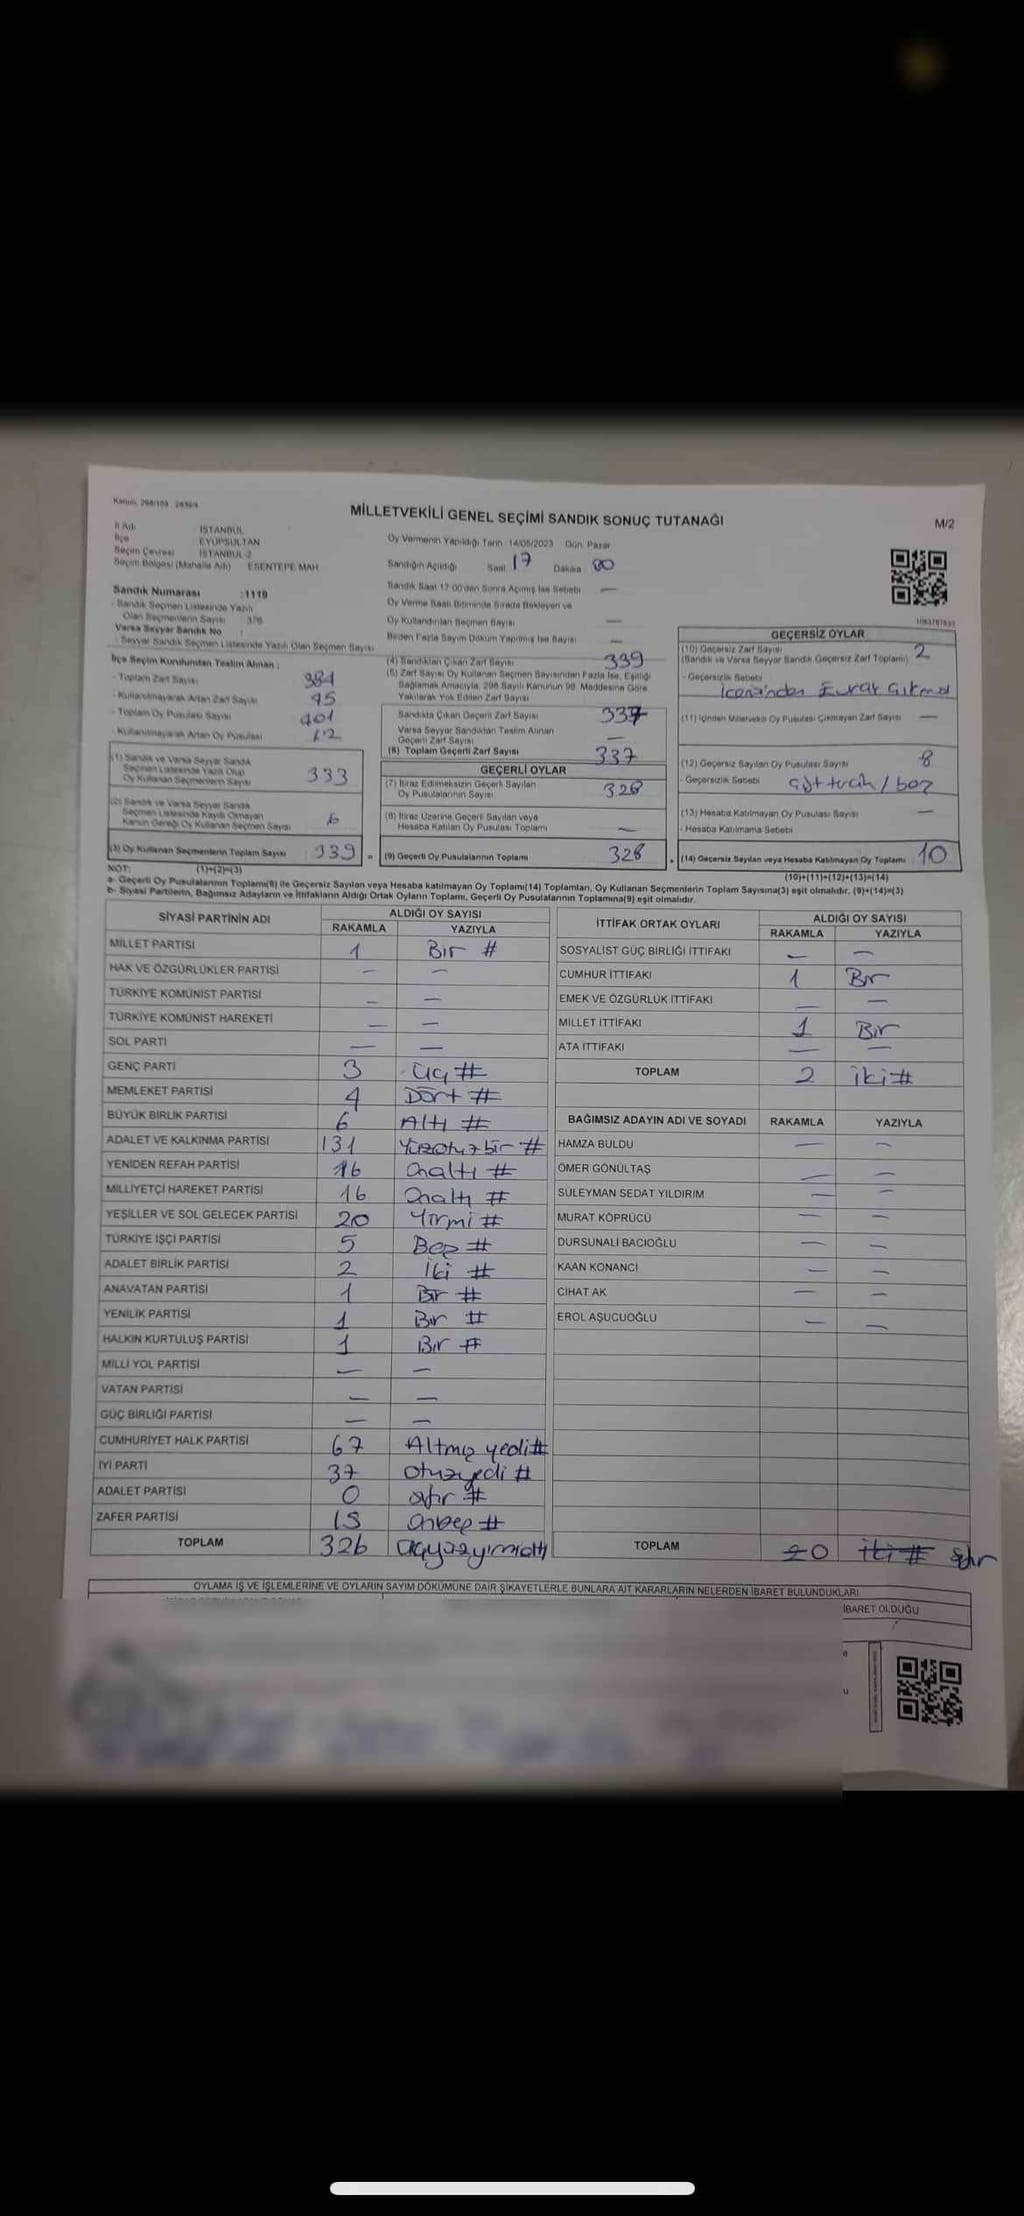 Kanun: 298/105 - 2839/4
MİLLETVEKİLİ GENEL SEÇİMİ SANDIK SONUÇ TUTANAĞI
M/2
İl Adı İSTANBUL
İlçe EYÜPSULTAN
Seçim Çevresi İSTANBUL-2
Seçim Bölgesi (Mahalle Adı) ESENTEPE MAH
Oy Vermenin Yapıldığı Tarih :14/05/2023 Gün: Pazar
Sandığın Açıldığı Saat 17 Dakika 00
Sandık Saat 17:00'den Sonra Açılmış İse Sebebi —
Oy Verme Saati Bitiminde Sırada Bekleyen ve
Oy Kullandırılan Seçmen Sayısı —
Birden Fazla Sayım Döküm Yapılmış İse Sayısı —
Sandık Numarası :1119
- Sandık Seçmen Listesinde Yazılı
Olan Seçmenlerin Sayısı 376
Varsa Seyyar Sandık No :
- Seyyar Sandık Seçmen Listesinde Yazılı Olan Seçmen Sayısı
İlçe Seçim Kurulundan Teslim Alınan :
- Toplam Zarf Sayısı 384
- Kullanılmayarak Artan Zarf Sayısı 45
- Toplam Oy Pusulası Sayısı 401
- Kullanılmayarak Artan Oy Pusulası 62
(1) Sandık ve Varsa Seyyar Sandık
Seçmen Listesinde Yazılı Olup
Oy Kullanan Seçmenlerin Sayısı 333
(2) Sandık ve Varsa Seyyar Sandık
Seçmen Listesinde Kayıtlı Olmayan
Kanun Gereği Oy Kullanan Seçmen Sayısı 6
(3) Oy Kullanan Seçmenlerin Toplam Sayısı 339 =
(4) Sandıktan Çıkan Zarf Sayısı 339
(5) Zarf Sayısı Oy Kullanan Seçmen Sayısından Fazla İse, Eşitliği
Sağlamak Amacıyla, 298 Sayılı Kanunun 98. Maddesine Göre
Yakılarak Yok Edilen Zarf Sayısı
Sandıkta Çıkan Geçerli Zarf Sayısı 337
Varsa Seyyar Sandıktan Teslim Alınan
Geçerli Zarf Sayısı —
(6) Toplam Geçerli Zarf Sayısı 337
GEÇERLİ OYLAR
(7) İtiraz Edilmeksizin Geçerli Sayılan
Oy Pusulalarının Sayısı 328
(8) İtiraz Üzerine Geçerli Sayılan veya
Hesaba Katılan Oy Pusulası Toplamı —
(9) Geçerli Oy Pusulalarının Toplamı 328 +
1083787833
GEÇERSİZ OYLAR
(10) Geçersiz Zarf Sayısı 2
(Sandık ve Varsa Seyyar Sandık Geçersiz Zarf Toplamı)
- Geçersizlik Sebebi
(11) İçinden Milletvekili Oy Pusulası Çıkmayan Zarf Sayısı —
(12) Geçersiz Sayılan Oy Pusulası Sayısı 8
- Geçersizlik Sebebi çift tercih / boş
(13) Hesaba Katılmayan Oy Pusulası Sayısı —
- Hesaba Katılmama Sebebi
(14) Geçersiz Sayılan veya Hesaba Katılmayan Oy Toplamı 10
NOT: (1)+(2)=(3) (10)+(11)+(12)+(13)=(14)
a- Geçerli Oy Pusulalarının Toplamı(9) ile Geçersiz Sayılan veya Hesaba katılmayan Oy Toplamı(14) Toplamları, Oy Kullanan Seçmenlerin Toplam Sayısına(3) eşit olmalıdır. (9)+(14)=(3)
b- Siyasi Partilerin, Bağımsız Adayların ve İttifakların Aldığı Ortak Oyların Toplamı, Geçerli Oy Pusulalarının Toplamına(9) eşit olmalıdır.
SİYASİ PARTİNİN ADI ALDIĞI OY SAYISI
RAKAMLA YAZIYLA
MİLLET PARTİSİ 1 Bir #
HAK VE ÖZGÜRLÜKLER PARTİSİ — —
TÜRKİYE KOMÜNİST PARTİSİ — —
TÜRKİYE KOMÜNİST HAREKETİ — —
SOL PARTİ — —
GENÇ PARTİ 3 Üç #
MEMLEKET PARTİSİ 4 Dört #
BÜYÜK BİRLİK PARTİSİ 6 Altı #
ADALET VE KALKINMA PARTİSİ 131 Yüzotuzbir #
YENİDEN REFAH PARTİSİ 16 Onaltı #
MİLLİYETÇİ HAREKET PARTİSİ 16 Onaltı #
YEŞİLLER VE SOL GELECEK PARTİSİ 20 Yirmi #
TÜRKİYE İŞÇİ PARTİSİ 5 Beş #
ADALET BİRLİK PARTİSİ 2 İki #
ANAVATAN PARTİSİ 1 Bir #
YENİLİK PARTİSİ 1 Bir #
HALKIN KURTULUŞ PARTİSİ 1 Bir #
MİLLİ YOL PARTİSİ — —
VATAN PARTİSİ — —
GÜÇ BİRLİĞİ PARTİSİ — —
CUMHURİYET HALK PARTİSİ 67 Altmış yedi #
İYİ PARTİ 37 Otuzyedi #
ADALET PARTİSİ 0 sıfır #
ZAFER PARTİSİ 15 Onbeş #
TOPLAM 326 Üçyüzyirmialtı
İTTİFAK ORTAK OYLARI ALDIĞI OY SAYISI
RAKAMLA YAZIYLA
SOSYALİST GÜÇ BİRLİĞİ İTTİFAKI — —
CUMHUR İTTİFAKI 1 Bir
EMEK VE ÖZGÜRLÜK İTTİFAKI — —
MİLLET İTTİFAKI 1 Bir
ATA İTTİFAKI — —
TOPLAM 2 İki #
BAĞIMSIZ ADAYIN ADI VE SOYADI RAKAMLA YAZIYLA
HAMZA BULDU — —
ÖMER GÖNÜLTAŞ — —
SÜLEYMAN SEDAT YILDIRIM — —
MURAT KÖPRÜCÜ — —
DURSUNALİ BACIOĞLU — —
KAAN KONANCİ — —
CİHAT AK — —
EROL AŞUCUOĞLU — —
TOPLAM 2 0 İki # sıfır
OYLAMA İŞ VE İŞLEMLERİNE VE OYLARIN SAYIM DÖKÜMÜNE DAİR ŞİKAYETLERLE BUNLARA AİT KARARLARIN NELERDEN İBARET BULUNDUKLARI
İBARET OLDUĞU